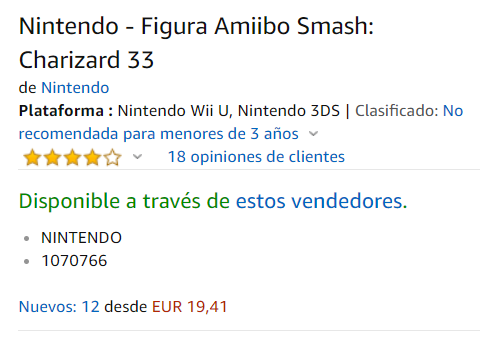 Nintendo - Figura Amiibo Smash:
Charizard 33
de Nintendo
Plataforma : Nintendo Wii U, Nintendo 3DS | Clasificado: No
recomendada para menores de 3 años
18 opiniones de clientes
Disponible a través de estos vendedores.
• NINTENDO
• 1070766
Nuevos: 12 desde EUR 19,41